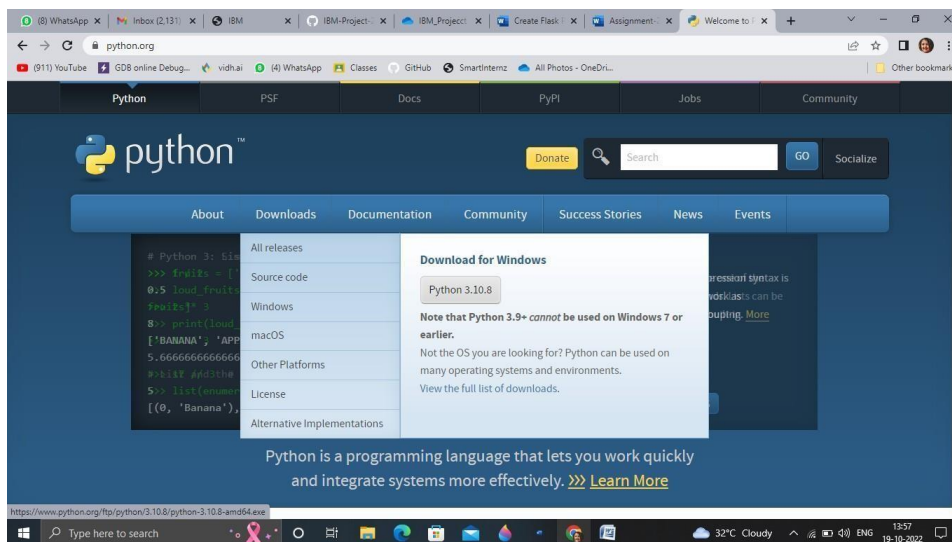 (8) WhatsApp
Inbox (2,131)
IBM
IBM-Project-
IBM_Project
Create Flask
Assignment-
Welcome to
python.org
(911) YouTube
GDB online Debug...
vidh.ai
(4) WhatsApp
Classes
GitHub
SmartInternz
All Photos - OneDri...
Other bookmark
Python
PSF
Docs
PyPI
Jobs
Community
python™
Donate
Search
GO
Socialize
About
Downloads
Documentation
Community
Success Stories
News
Events
# Python 3: Sim
>>> fruits = ['
loud_fruits
>> print(loud_
['BANANA', 'APP
5.6666666666666
>> list(enumer
[(0, 'Banana'),
All releases
Source code
Windows
macOS
Other Platforms
License
Alternative Implementations
Download for Windows
Python 3.10.8
Note that Python 3.9+ cannot be used on Windows 7 or
earlier.
Not the OS you are looking for? Python can be used on
many operating systems and environments.
View the full list of downloads.
More
Python is a programming language that lets you work quickly
and integrate systems more effectively. >>> Learn More
https://www.python.org/ftp/python/3.10.8/python-3.10.8-amd64.exe
Type here to search
32°C Cloudy
ENG
13:57
19-10-2022